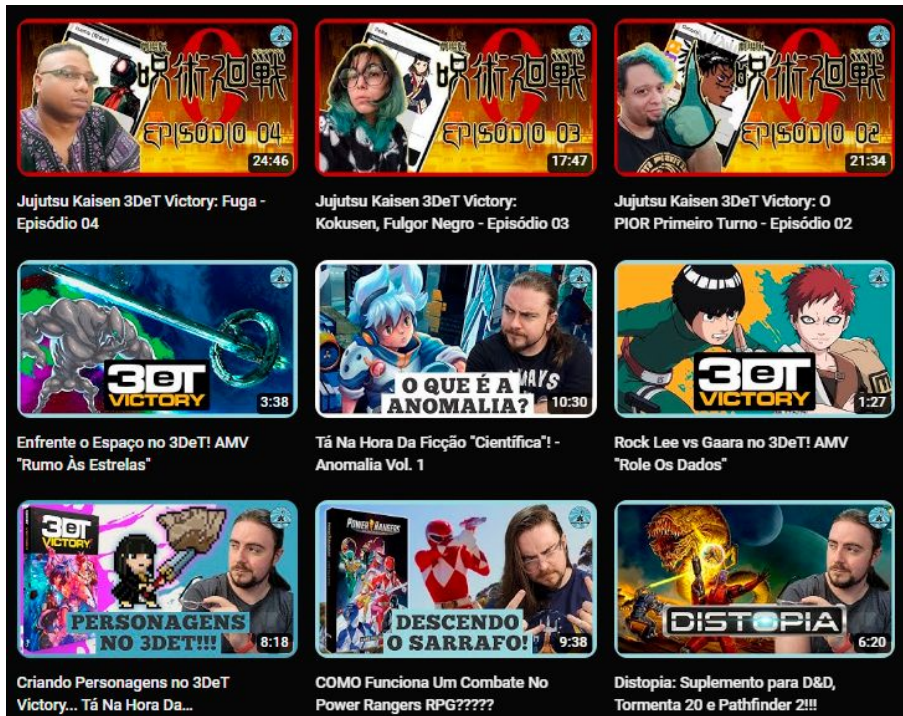 呪術廻戦
0
EPISÓDIO 04
24:46
呪術廻戦
0
EPISÓDIO 03
17:47
呪術廻戦
0
EPISÓDIO 02
21:34
Jujutsu Kaisen 3DeT Victory: Fuga -
Episódio 04
Jujutsu Kaisen 3DeT Victory:
Kokusen, Fulgor Negro - Episódio 03
Jujutsu Kaisen 3DeT Victory: O
PIOR Primeiro Turno - Episódio 02
3DeT
VICTORY
3:38
O QUE É A
ANOMALIA?
10:30
3DeT
VICTORY
1:27
Enfrente o Espaço no 3DeT! AMV
"Rumo Às Estrelas"
Tá Na Hora Da Ficção "Científica"! -
Anomalia Vol. 1
Rock Lee vs Gaara no 3DeT! AMV
"Role Os Dados"
3DeT
VICTORY
PERSONAGENS
NO 3DET!!!
8:18
POWER RANGERS
DESCENDO
O SARRAFO!
9:38
DISTOPIA
6:20
Criando Personagens no 3DeT
Victory... Tá Na Hora Da...
COMO Funciona Um Combate No
Power Rangers RPG?????
Distopia: Suplemento para D&D,
Tormenta 20 e Pathfinder 2!!!